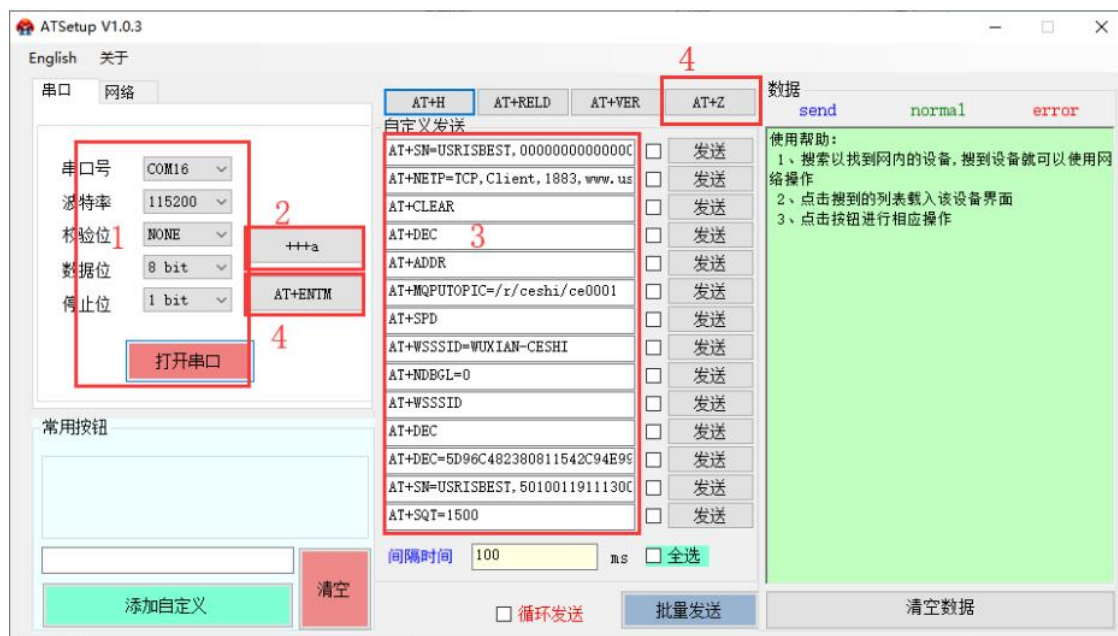 ATSetup V1.0.3
English 关于
串口 网络
串口号 COM16
波特率 115200
校验位 NONE
数据位 8 bit
停止位 1 bit
打开串口
1
2
+++a
AT+ENTM
4
常用按钮
添加自定义
清空
4
AT+H AT+RELD AT+VER AT+Z
自定义发送
AT+SN=USRISBEST,00000000000000 发送
AT+NETP=TCP,Client,1883,www.us 发送
AT+CLEAR 发送
AT+DEC 发送
3
AT+ADDR 发送
AT+MQPUTOPIC=/r/ceshi/ce0001 发送
AT+SPD 发送
AT+WSSSID=WUXIAN-CESHI 发送
AT+NDBGL=0 发送
AT+WSSSID 发送
AT+DEC 发送
AT+DEC=5D96C482380811542C94E99 发送
AT+SN=USRISBEST,5010011911130 发送
AT+SQT=1500 发送
间隔时间 100 ms 全选
循环发送 批量发送
数据
send normal error
使用帮助:
1、搜索以找到网内的设备,搜到设备就可以使用网
络操作
2、点击搜到的列表载入该设备界面
3、点击按钮进行相应操作
清空数据